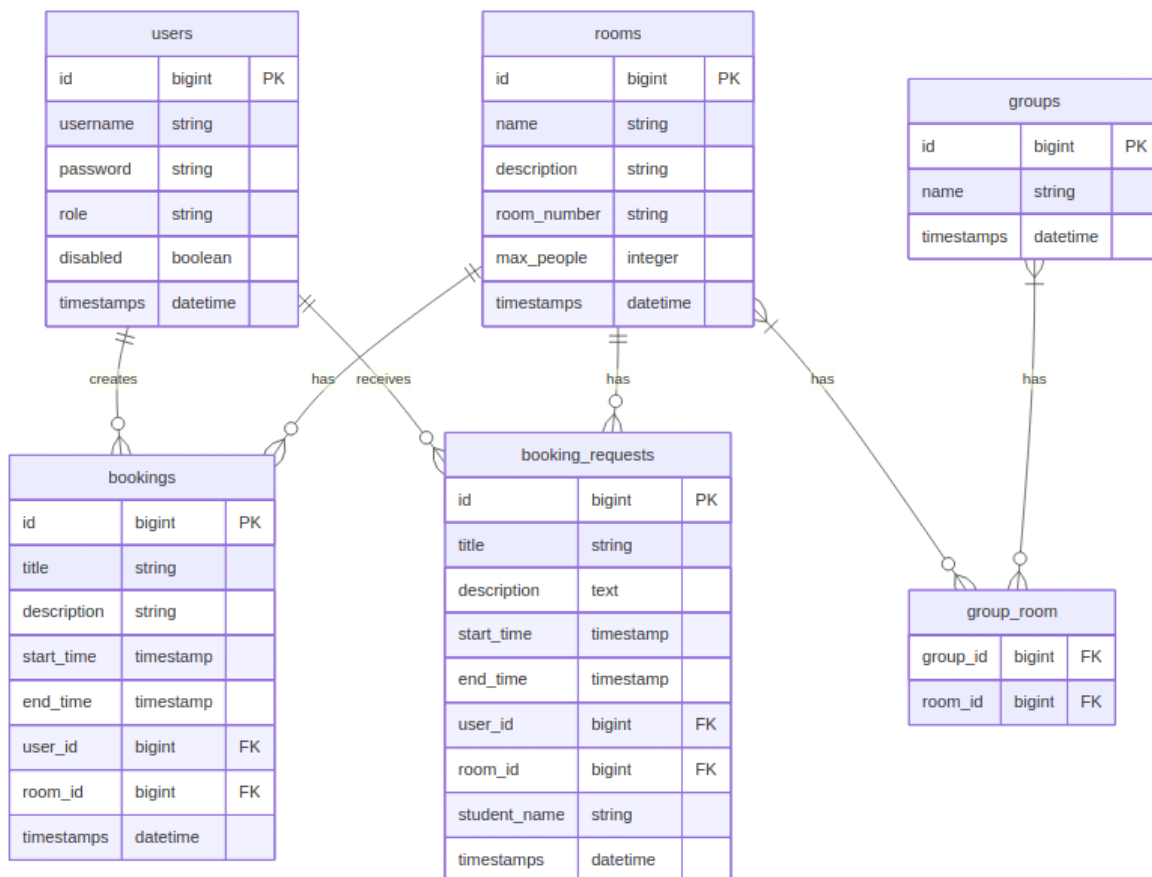 users
id bigint PK
username string
password string
role string
disabled boolean
timestamps datetime
rooms
id bigint PK
name string
description string
room_number string
max_people integer
timestamps datetime
groups
id bigint PK
name string
timestamps datetime
creates
has
receives
has
has
has
bookings
id bigint PK
title string
description string
start_time timestamp
end_time timestamp
user_id bigint FK
room_id bigint FK
timestamps datetime
booking_requests
id bigint PK
title string
description text
start_time timestamp
end_time timestamp
user_id bigint FK
room_id bigint FK
student_name string
timestamps datetime
group_room
group_id bigint FK
room_id bigint FK